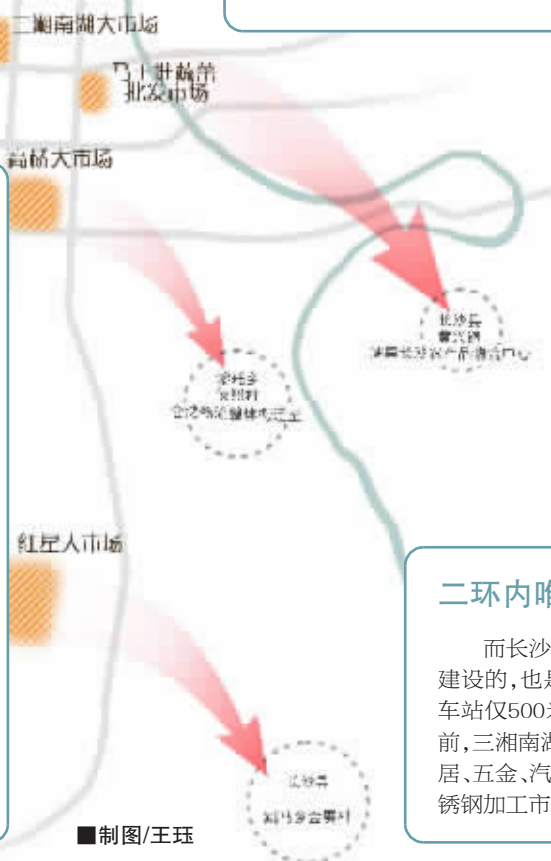 三湘南湖大市场
马王堆蔬菜
批发市场
高桥大市场
长沙县
黄兴镇
红星大市场
长沙县
■制图/王珏
二环内唯
而长沙
建设的,也是
车站仅500米
前,三湘南湖
居、五金、汽
锈钢加工市